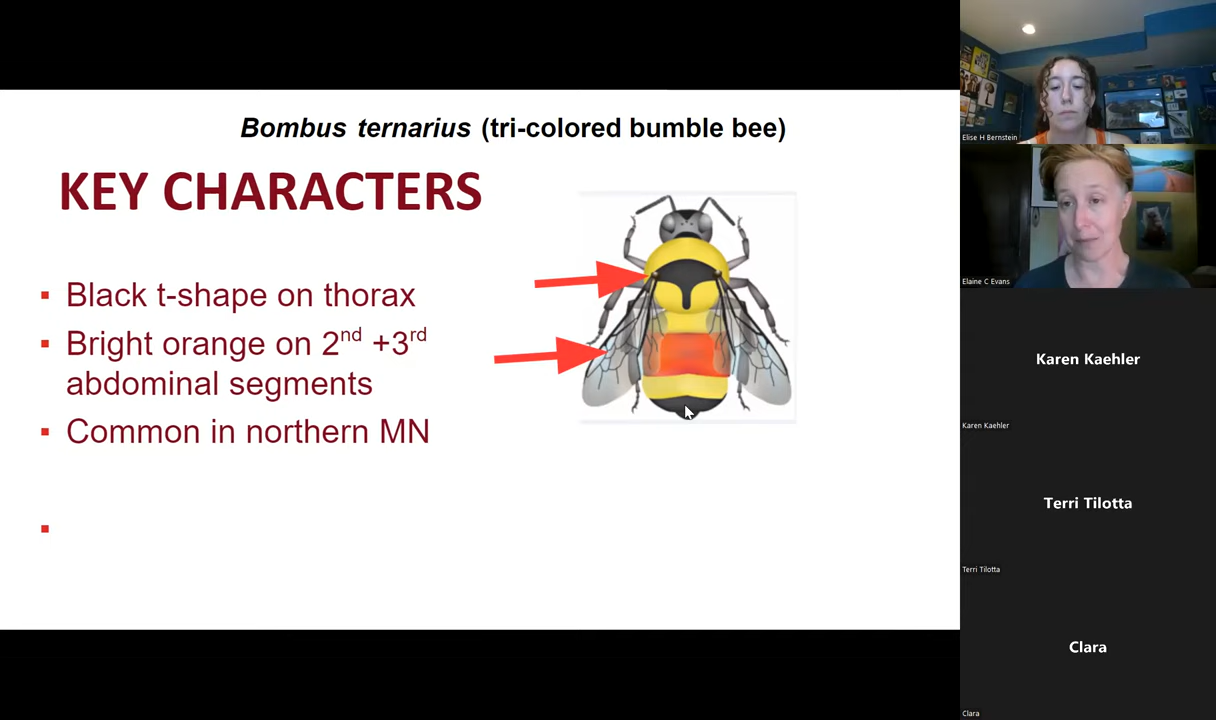 Bombus ternarius (tri-colored bumble bee)
KEY CHARACTERS
▪ Black t-shape on thorax
▪ Bright orange on 2nd +3rd
abdominal segments
▪ Common in northern MN
▪
Elise H Bernstein
Elaine C Evans
Karen Kaehler
Karen Kaehler
Terri Tilotta
Terri Tilotta
Clara
Clara